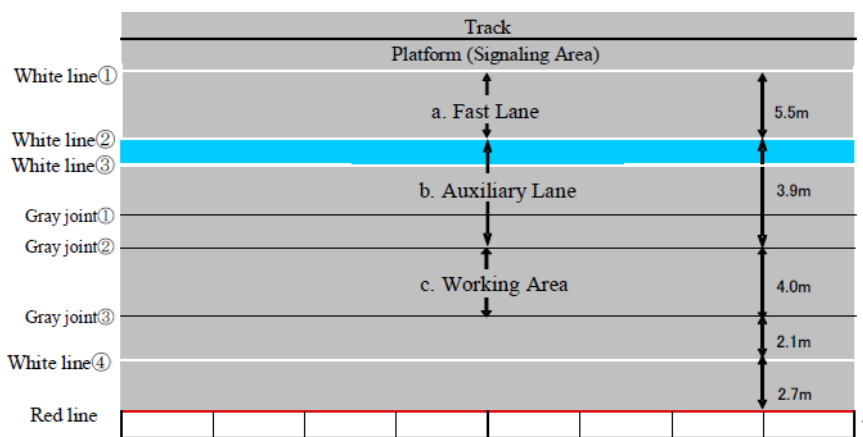 Track
Platform (Signaling Area)
White line①
a. Fast Lane
5.5m
White line②
White line③
b. Auxiliary Lane
3.9m
Gray joint①
Gray joint②
c. Working Area
4.0m
Gray joint③
2.1m
White line④
2.7m
Red line